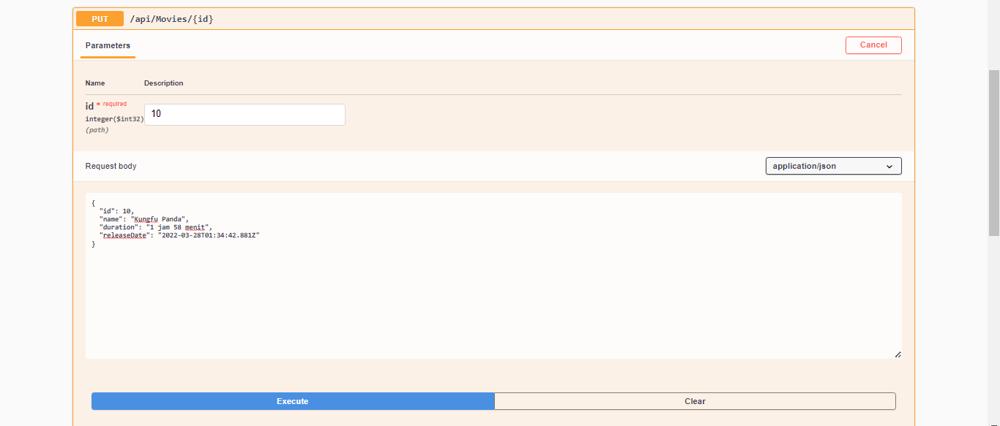 PUT /api/Movies/{id}
Parameters Cancel
Name Description
id * required
integer($int32) 10
(path)
Request body application/json
{
"id": 10,
"name": "Kungfu Panda",
"duration": "1 jam 58 menit",
"releaseDate": "2022-03-28T01:34:42.881Z"
}
Execute Clear